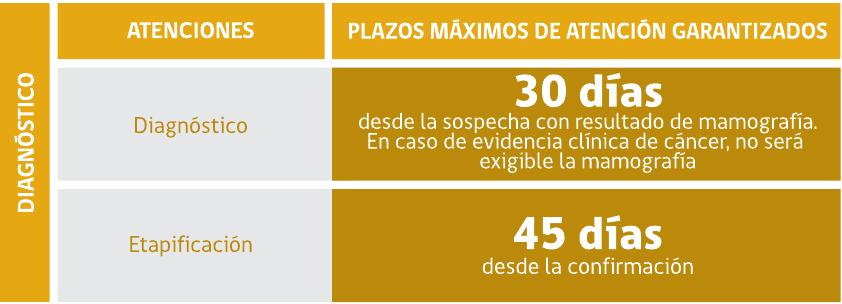 ATENCIONES
PLAZOS MÁXIMOS DE ATENCIÓN GARANTIZADOS
DIAGNÓSTICO
Diagnóstico
30 días
desde la sospecha con resultado de mamografía.
En caso de evidencia clínica de cáncer, no será
exigible la mamografía
Etapificación
45 días
desde la confirmación